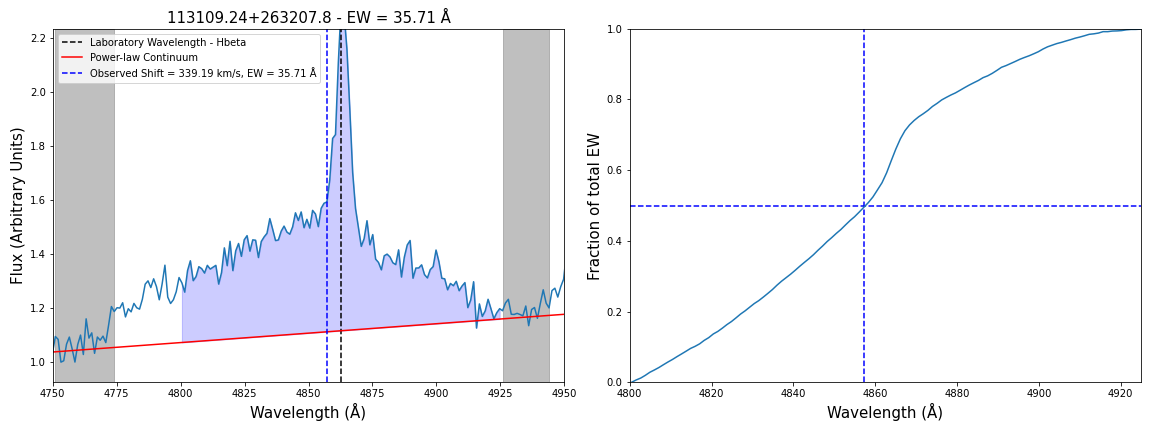 113109.24+263207.8 - EW = 35.71 Å
Laboratory Wavelength - Hbeta
Power-law Continuum
Observed Shift = 339.19 km/s, EW = 35.71 Å
Flux (Arbitrary Units)
2.2
2.0
1.8
1.6
1.4
1.2
1.0
4750 4775 4800 4825 4850 4875 4900 4925 4950
Wavelength (Å)
Fraction of total EW
1.0
0.8
0.6
0.4
0.2
0.0
4800 4820 4840 4860 4880 4900 4920
Wavelength (Å)